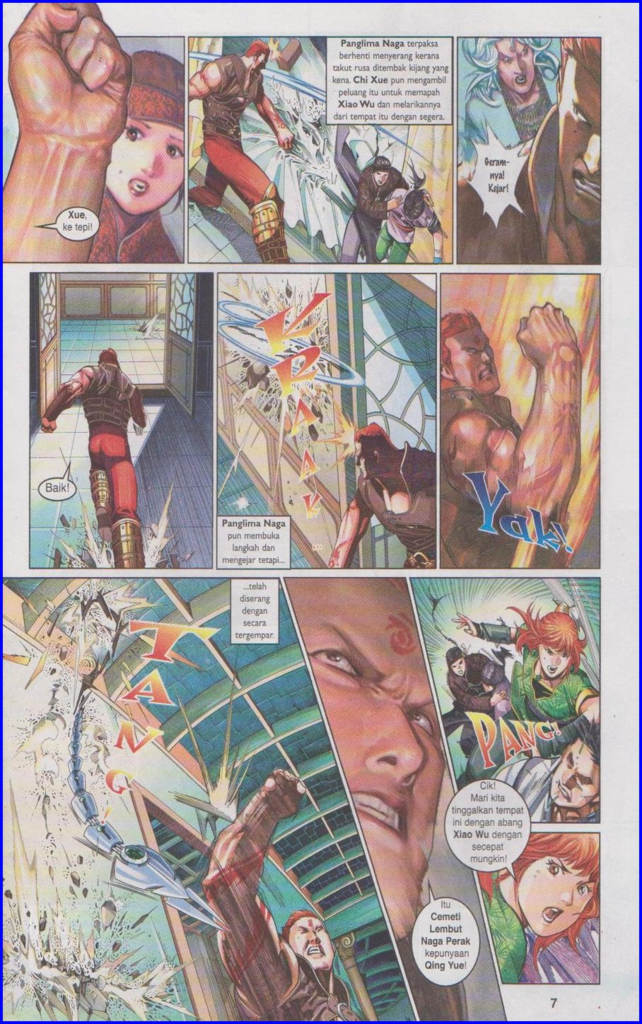 Xue,
ke tepi!
Panglima Naga terpaksa
berhenti menyerang kerana
takut rusa ditembak kijang yang
kena. Chi Xue pun mengambil
peluang itu untuk memapah
Xiao Wu dan melarikannya
dari tempat itu dengan segera.
Geram-
nya!
Kejar!
Baik!
KRRAAAK
Panglima Naga
pun membuka
langkah dan
mengejar tetapi...
Yak!
...telah
diserang
dengan
secara
tergempar.
TANG
Itu
Cemeti
Lembut
Naga Perak
kepunyaan
Qing Yue!
PANG!
Cik!
Mari kita
tinggalkan tempat
ini dengan abang
Xiao Wu dengan
secepat
mungkin!
7